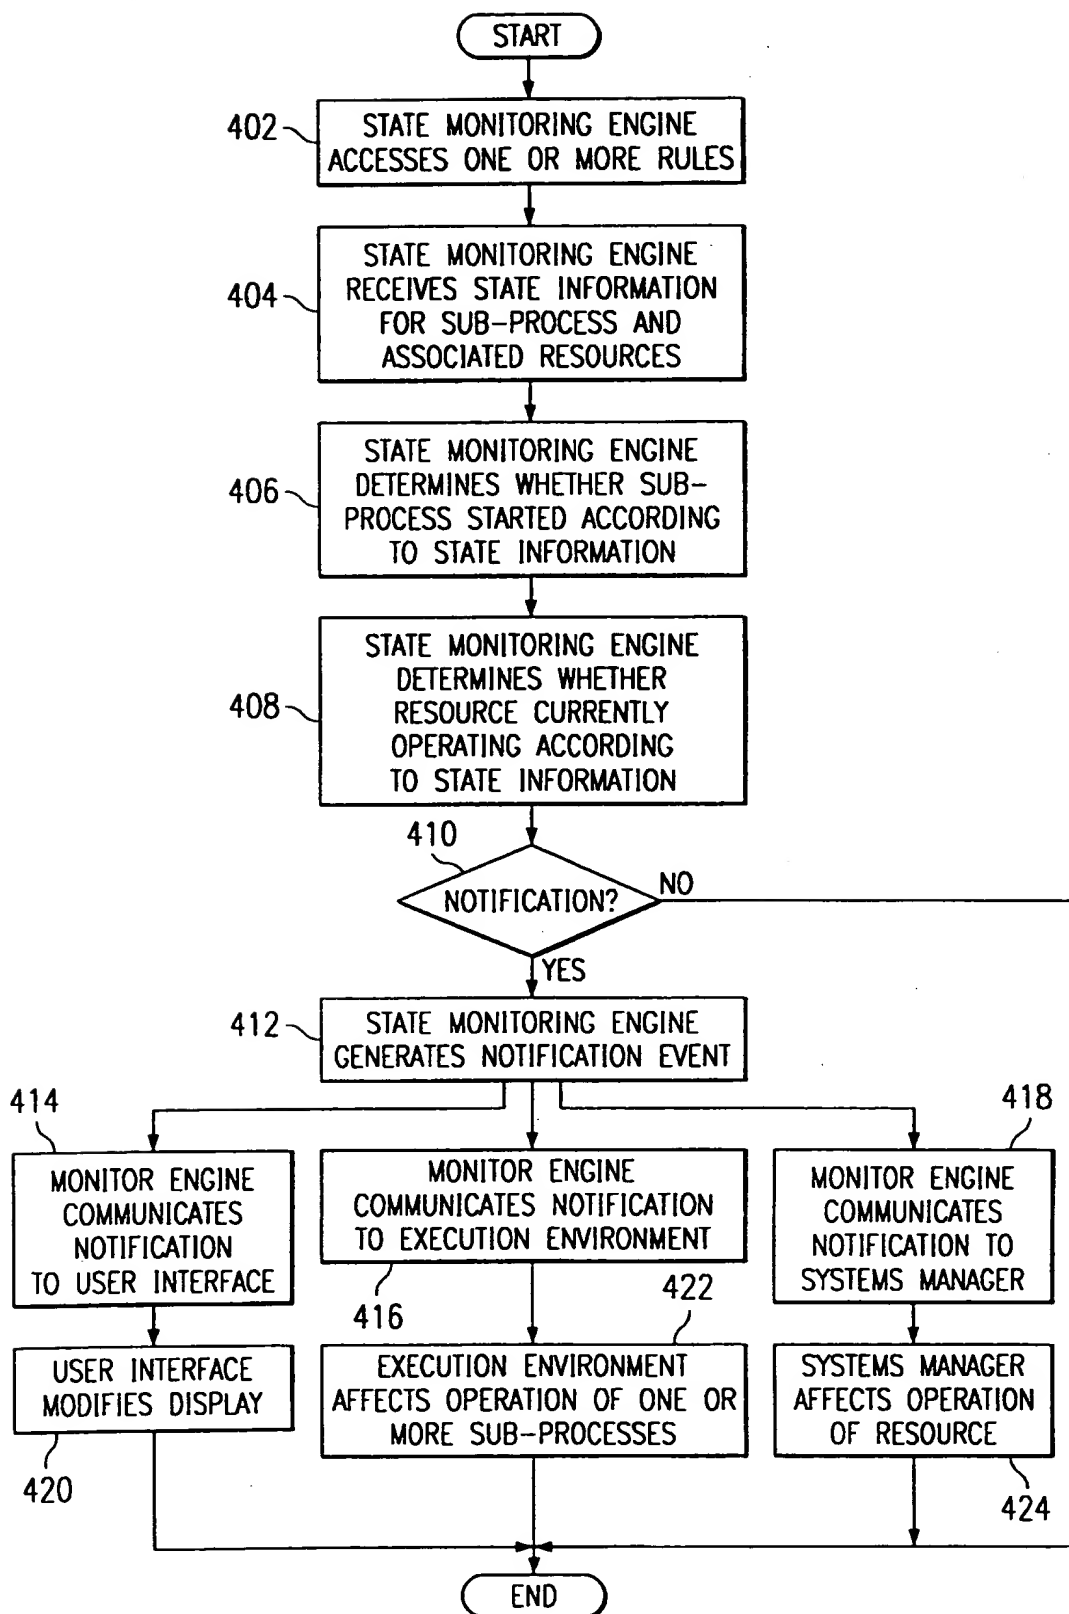 START
402
STATE MONITORING ENGINE
ACCESSES ONE OR MORE RULES
404
STATE MONITORING ENGINE
RECEIVES STATE INFORMATION
FOR SUB-PROCESS AND
ASSOCIATED RESOURCES
406
STATE MONITORING ENGINE
DETERMINES WHETHER SUB-
PROCESS STARTED ACCORDING
TO STATE INFORMATION
408
STATE MONITORING ENGINE
DETERMINES WHETHER
RESOURCE CURRENTLY
OPERATING ACCORDING
TO STATE INFORMATION
410
NOTIFICATION?
NO
YES
412
STATE MONITORING ENGINE
GENERATES NOTIFICATION EVENT
414
MONITOR ENGINE
COMMUNICATES
NOTIFICATION
TO USER INTERFACE
MONITOR ENGINE
COMMUNICATES NOTIFICATION
TO EXECUTION ENVIRONMENT
416
418
MONITOR ENGINE
COMMUNICATES
NOTIFICATION TO
SYSTEMS MANAGER
USER INTERFACE
MODIFIES DISPLAY
420
422
EXECUTION ENVIRONMENT
AFFECTS OPERATION OF ONE OR
MORE SUB-PROCESSES
SYSTEMS MANAGER
AFFECTS OPERATION
OF RESOURCE
424
END